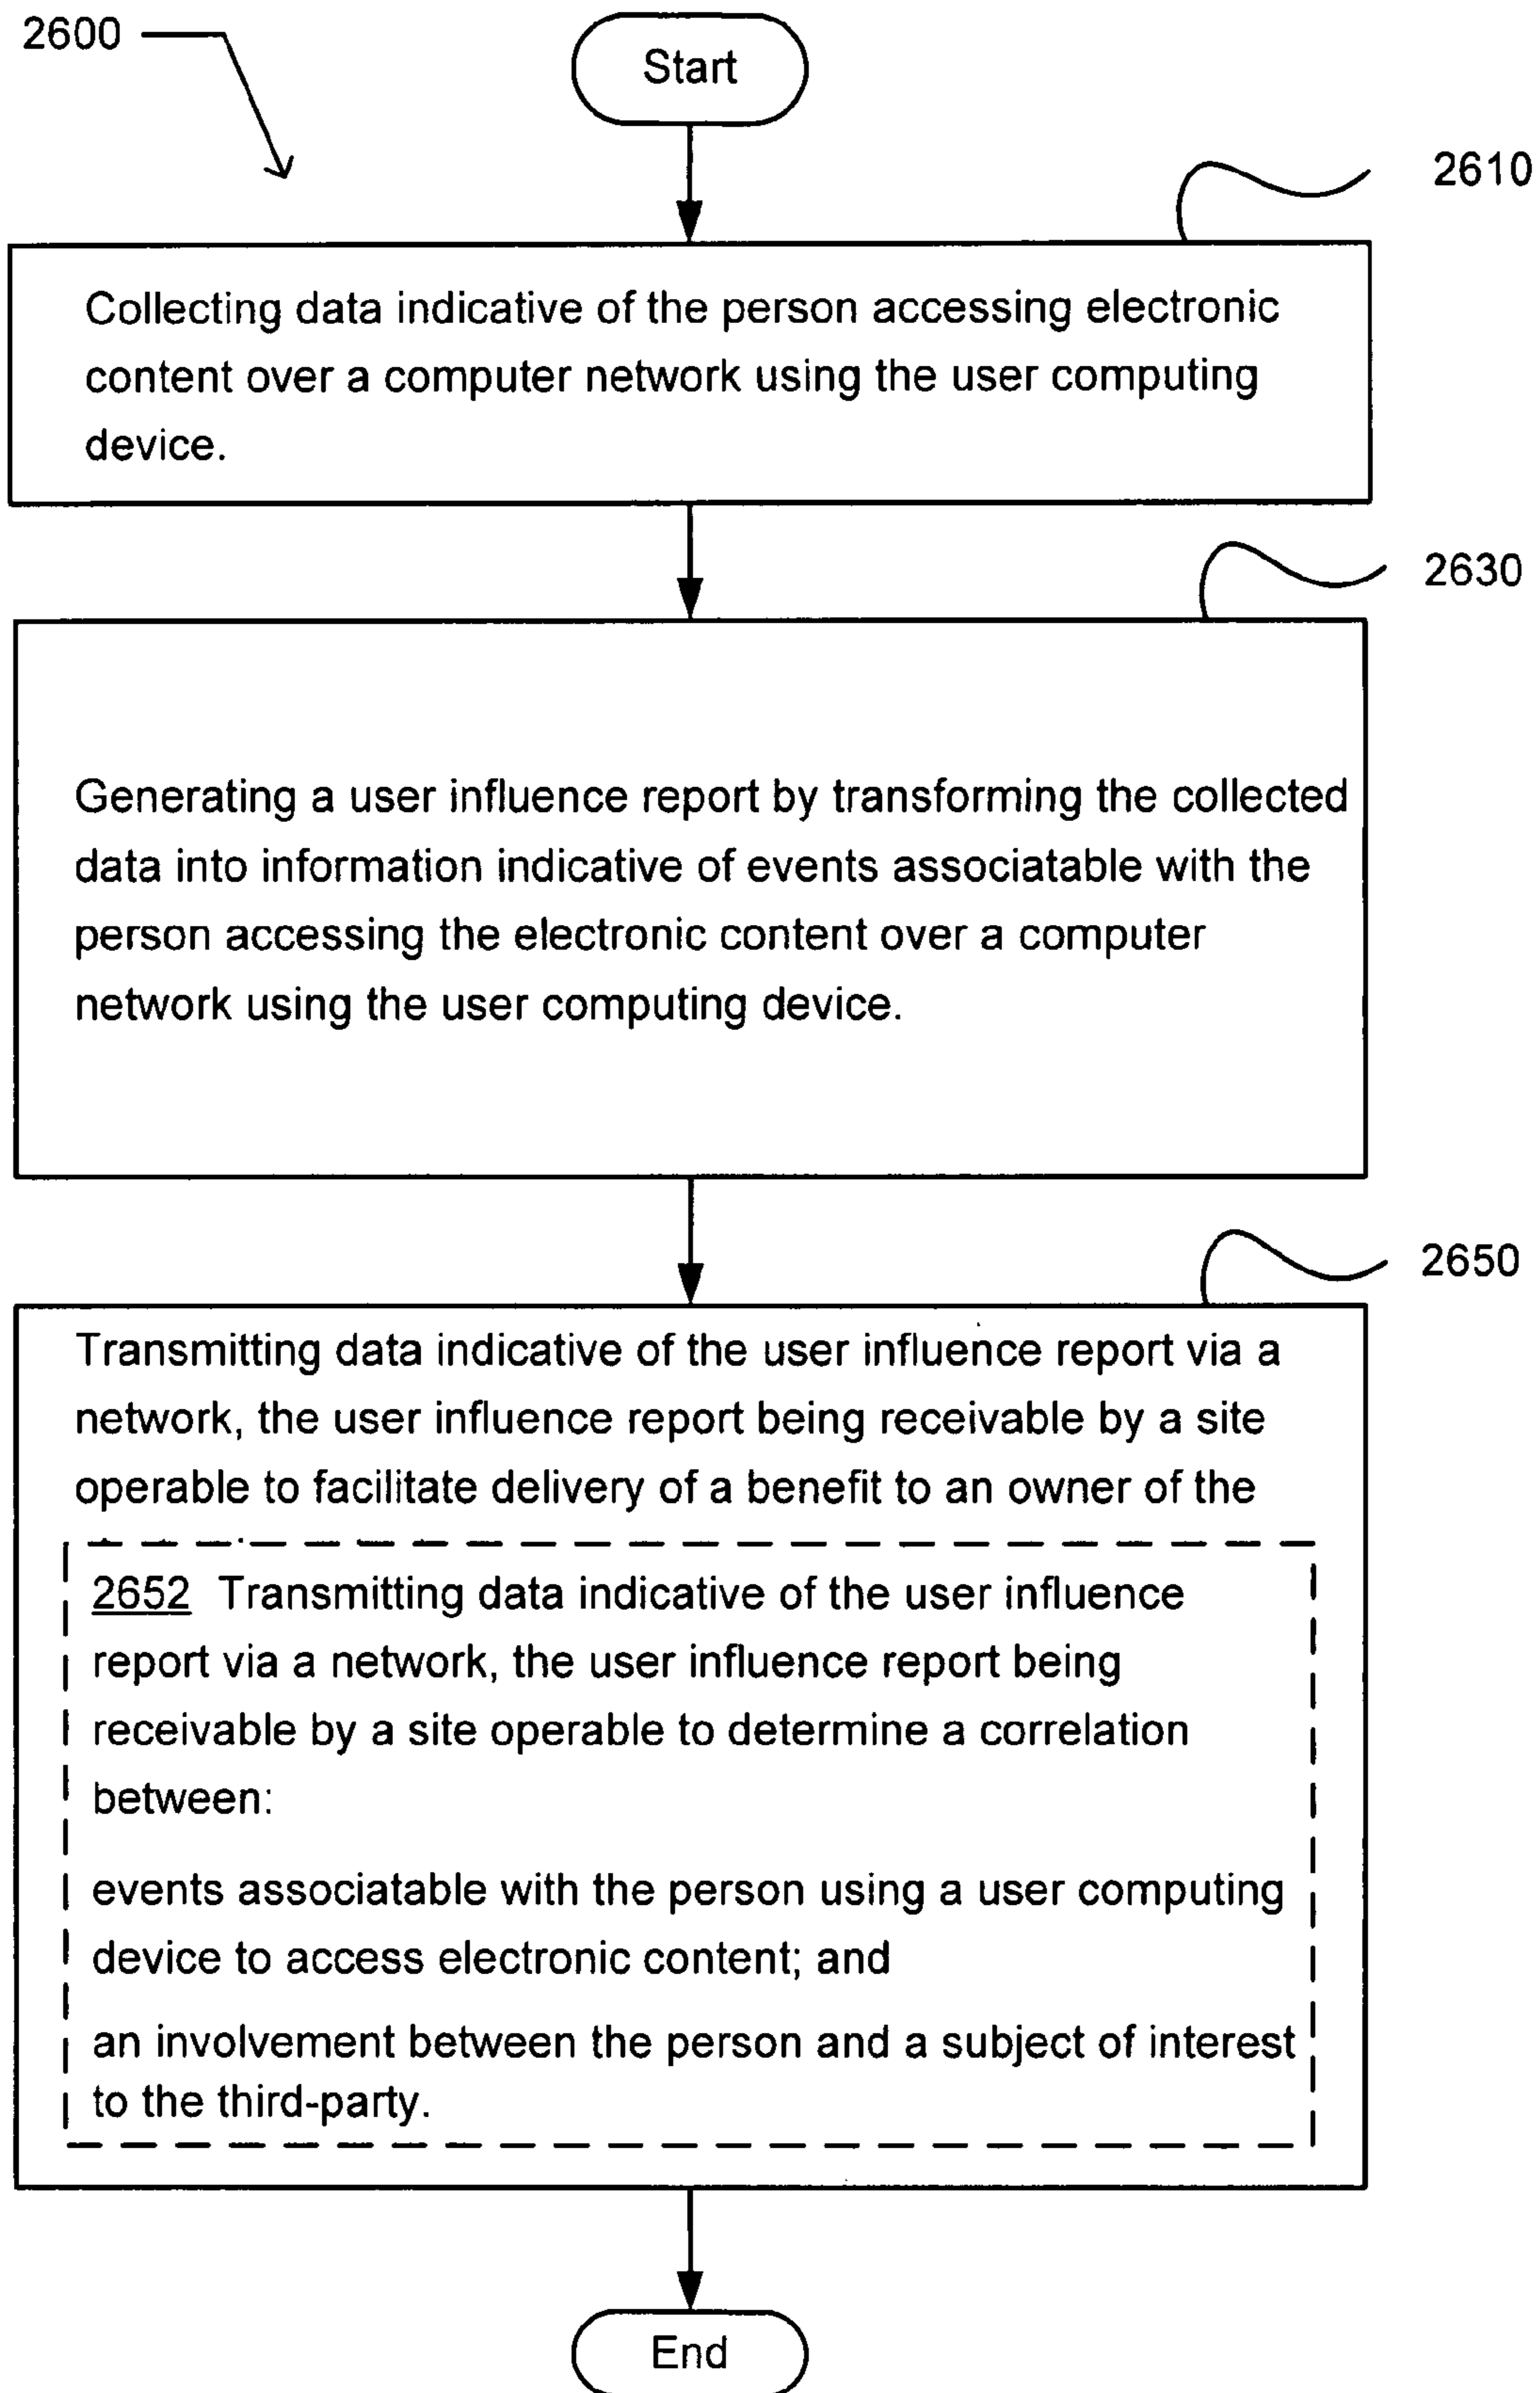 2600
Start
2610
Collecting data indicative of the person accessing electronic
content over a computer network using the user computing
device.
2630
Generating a user influence report by transforming the collected
data into information indicative of events associatable with the
person accessing the electronic content over a computer
network using the user computing device.
2650
Transmitting data indicative of the user influence report via a
network, the user influence report being receivable by a site
operable to facilitate delivery of a benefit to an owner of the
2652 Transmitting data indicative of the user influence
report via a network, the user influence report being
receivable by a site operable to determine a correlation
between:
events associatable with the person using a user computing
device to access electronic content; and
an involvement between the person and a subject of interest
to the third-party.
End